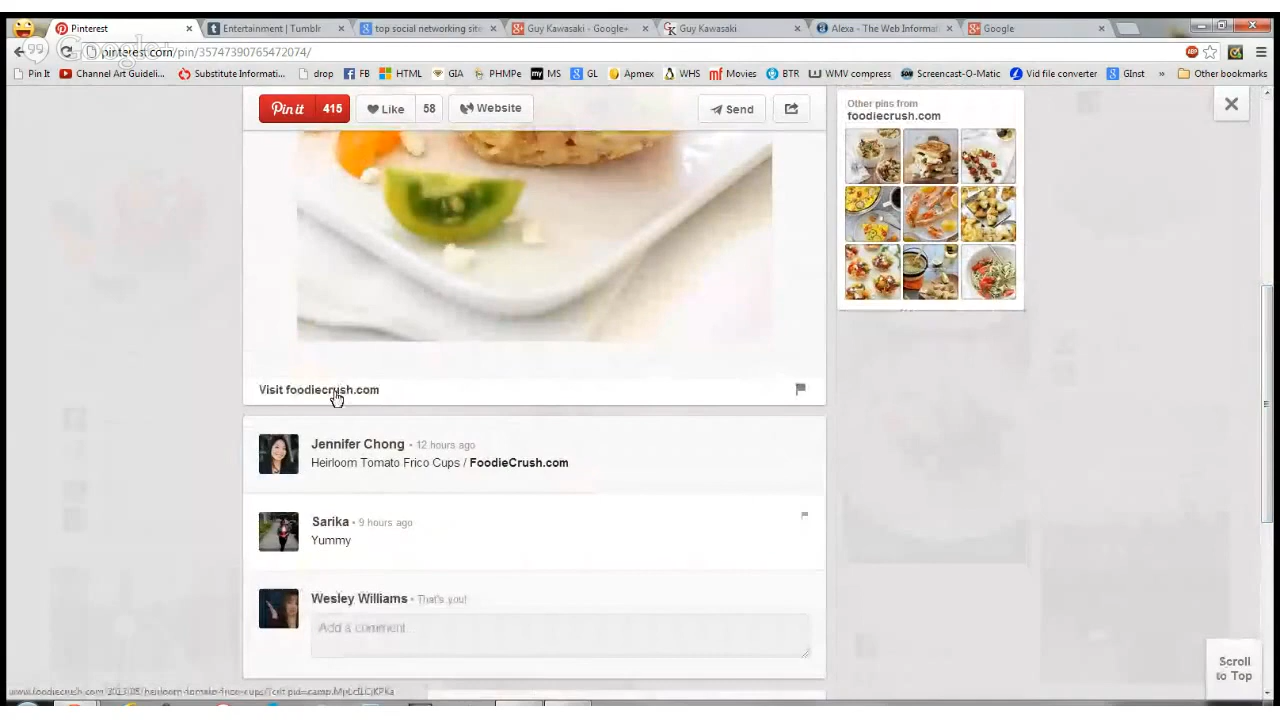 Pinterest
Entertainment | Tumblr
top social networking site
Guy Kawasaki - Google+
Guy Kawasaki
Alexa - The Web Informat
Google
pinterest.com/pin/35747390765472074/
Google+
Pin It
Channel Art Guideli...
Substitute Informati...
drop
FB
HTML
GIA
PHMPe
MS
GL
Apmex
WHS
Movies
BTR
WMV compress
Screencast-O-Matic
Vid file converter
GInst
»
Other bookmarks
Pin it 415
Like 58
Website
Send
Other pins from
foodiecrush.com
Visit foodiecrush.com
Jennifer Chong • 12 hours ago
Heirloom Tomato Frico Cups / FoodieCrush.com
Sarika • 9 hours ago
Yummy
Wesley Williams • That's you!
Add a comment...
Scroll
to Top